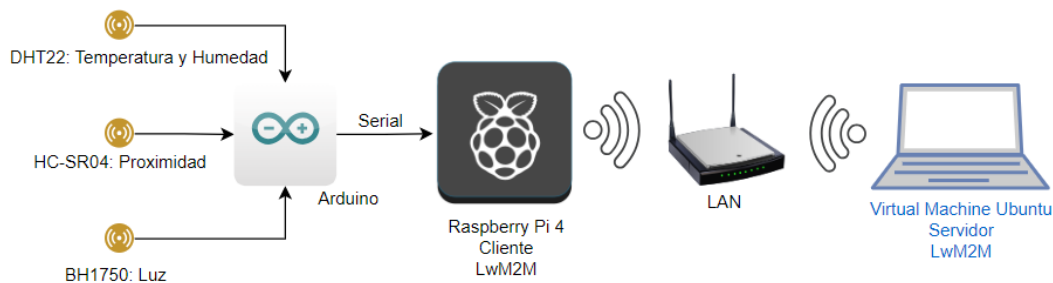 DHT22: Temperatura y Humedad
HC-SR04: Proximidad
BH1750: Luz
Arduino
Serial
Raspberry Pi 4
Cliente
LwM2M
LAN
Virtual Machine Ubuntu
Servidor
LwM2M